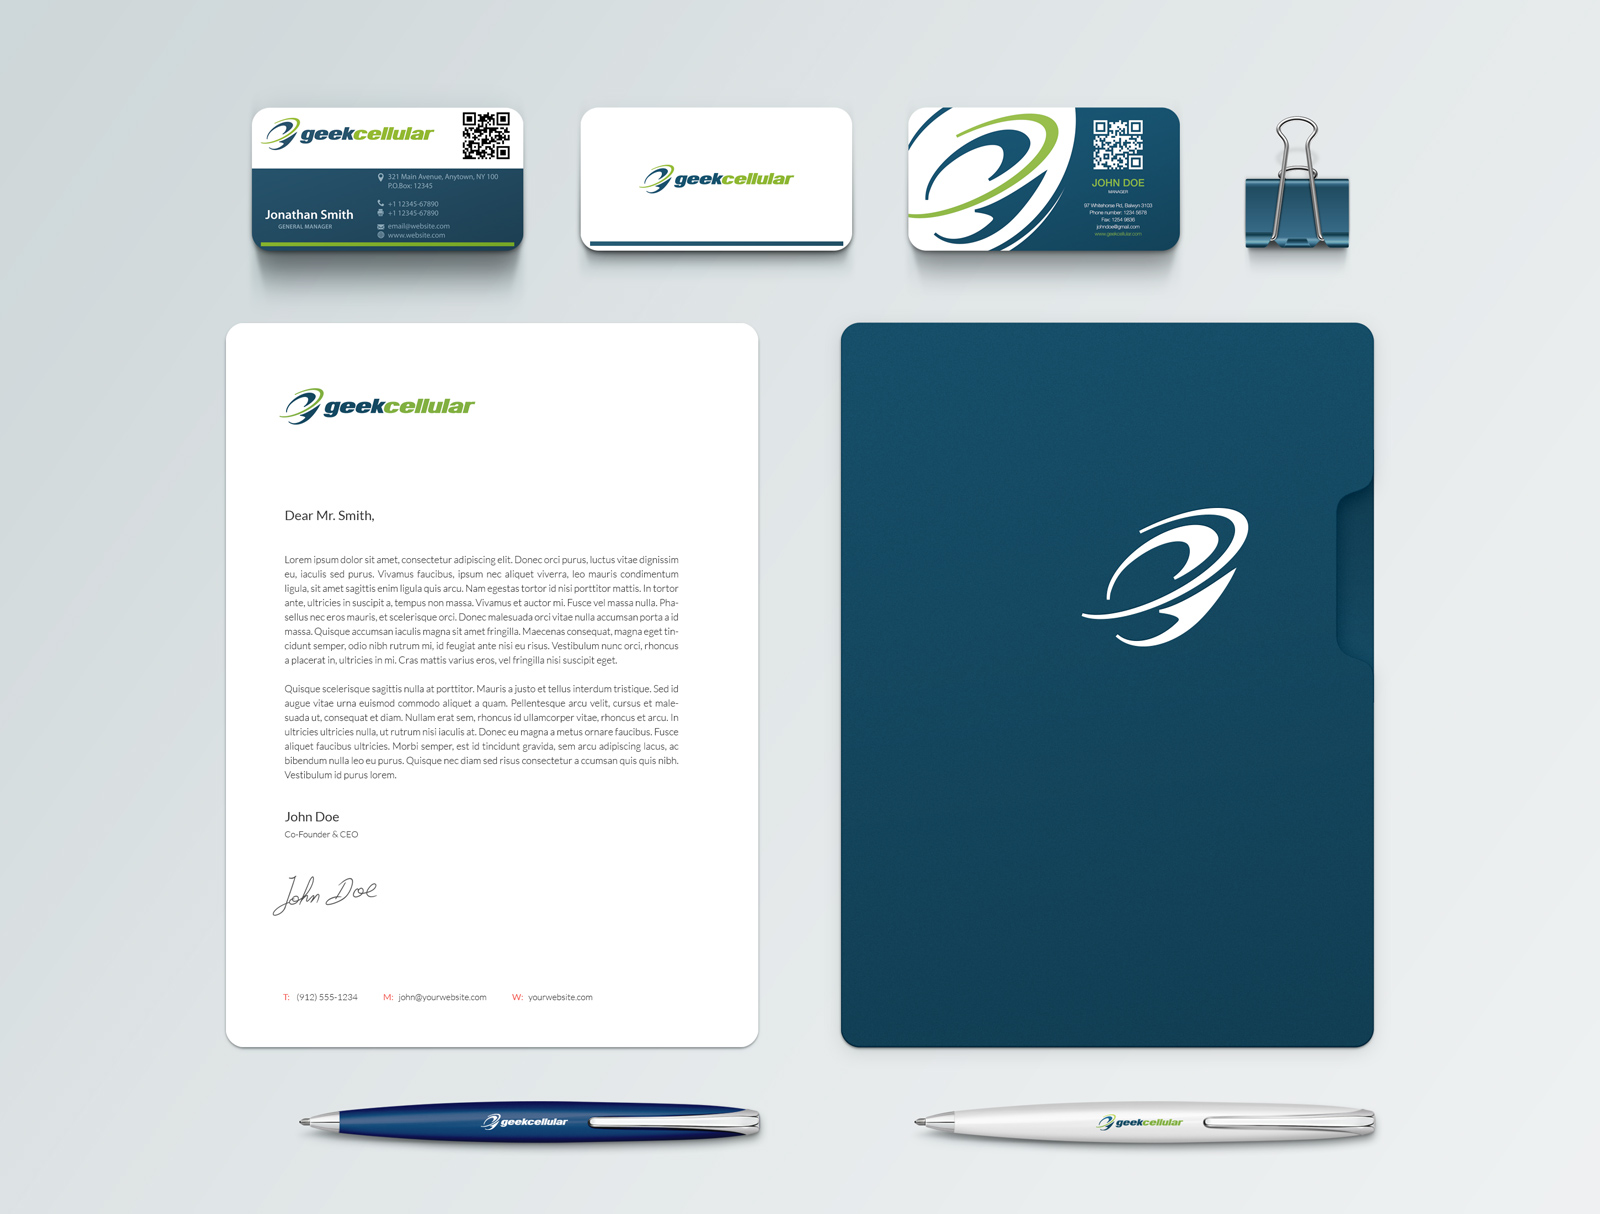 geekcellular
321 Main Avenue, Anytown, NY 100
P.O.Box: 12345
+1 12345-67890
+1 12345-67890
Jonathan Smith
GENERAL MANAGER
email@website.com
www.website.com
geekcellular
JOHN DOE
MANAGER
97 Whitehorse Rd, Balwyn 3103
Phone number: 1234 5678
Fax: 1254 9836
johndoe@gmail.com
www.geekcellular.com
geekcellular
Dear Mr. Smith,
Lorem ipsum dolor sit amet, consectetur adipiscing elit. Donec orci purus, luctus vitae dignissim
eu, iaculis sed purus. Vivamus faucibus, ipsum nec aliquet viverra, leo mauris condimentum
ligula, sit amet sagittis enim ligula quis arcu. Nam egestas tortor id nisi porttitor mattis. In tortor
ante, ultricies in suscipit a, tempus non massa. Vivamus et auctor mi. Fusce vel massa nulla. Pha-
sellus nec eros mauris, et scelerisque orci. Donec malesuada orci vitae nulla accumsan porta a id
massa. Quisque accumsan iaculis magna sit amet fringilla. Maecenas consequat, magna eget tin-
cidunt semper, odio nibh rutrum mi, id feugiat ante nisi eu risus. Vestibulum nunc orci, rhoncus
a placerat in, ultricies in mi. Cras mattis varius eros, vel fringilla nisi suscipit eget.
Quisque scelerisque sagittis nulla at porttitor. Mauris a justo et tellus interdum tristique. Sed id
augue vitae urna euismod commodo aliquet a quam. Pellentesque arcu velit, cursus et male-
suada ut, consequat et diam. Nullam erat sem, rhoncus id ullamcorper vitae, rhoncus et arcu. In
ultricies ultricies nulla, ut rutrum nisi iaculis at. Donec eu magna a metus ornare faucibus. Fusce
aliquet faucibus ultricies. Morbi semper, est id tincidunt gravida, sem arcu adipiscing lacus, ac
bibendum nulla leo eu purus. Quisque nec diam sed risus consectetur a ccumsan quis quis nibh.
Vestibulum id purus lorem.
John Doe
Co-Founder & CEO
John Doe
T: (912) 555-1234 M: john@yourwebsite.com W: yourwebsite.com
geekcellular
geekcellular